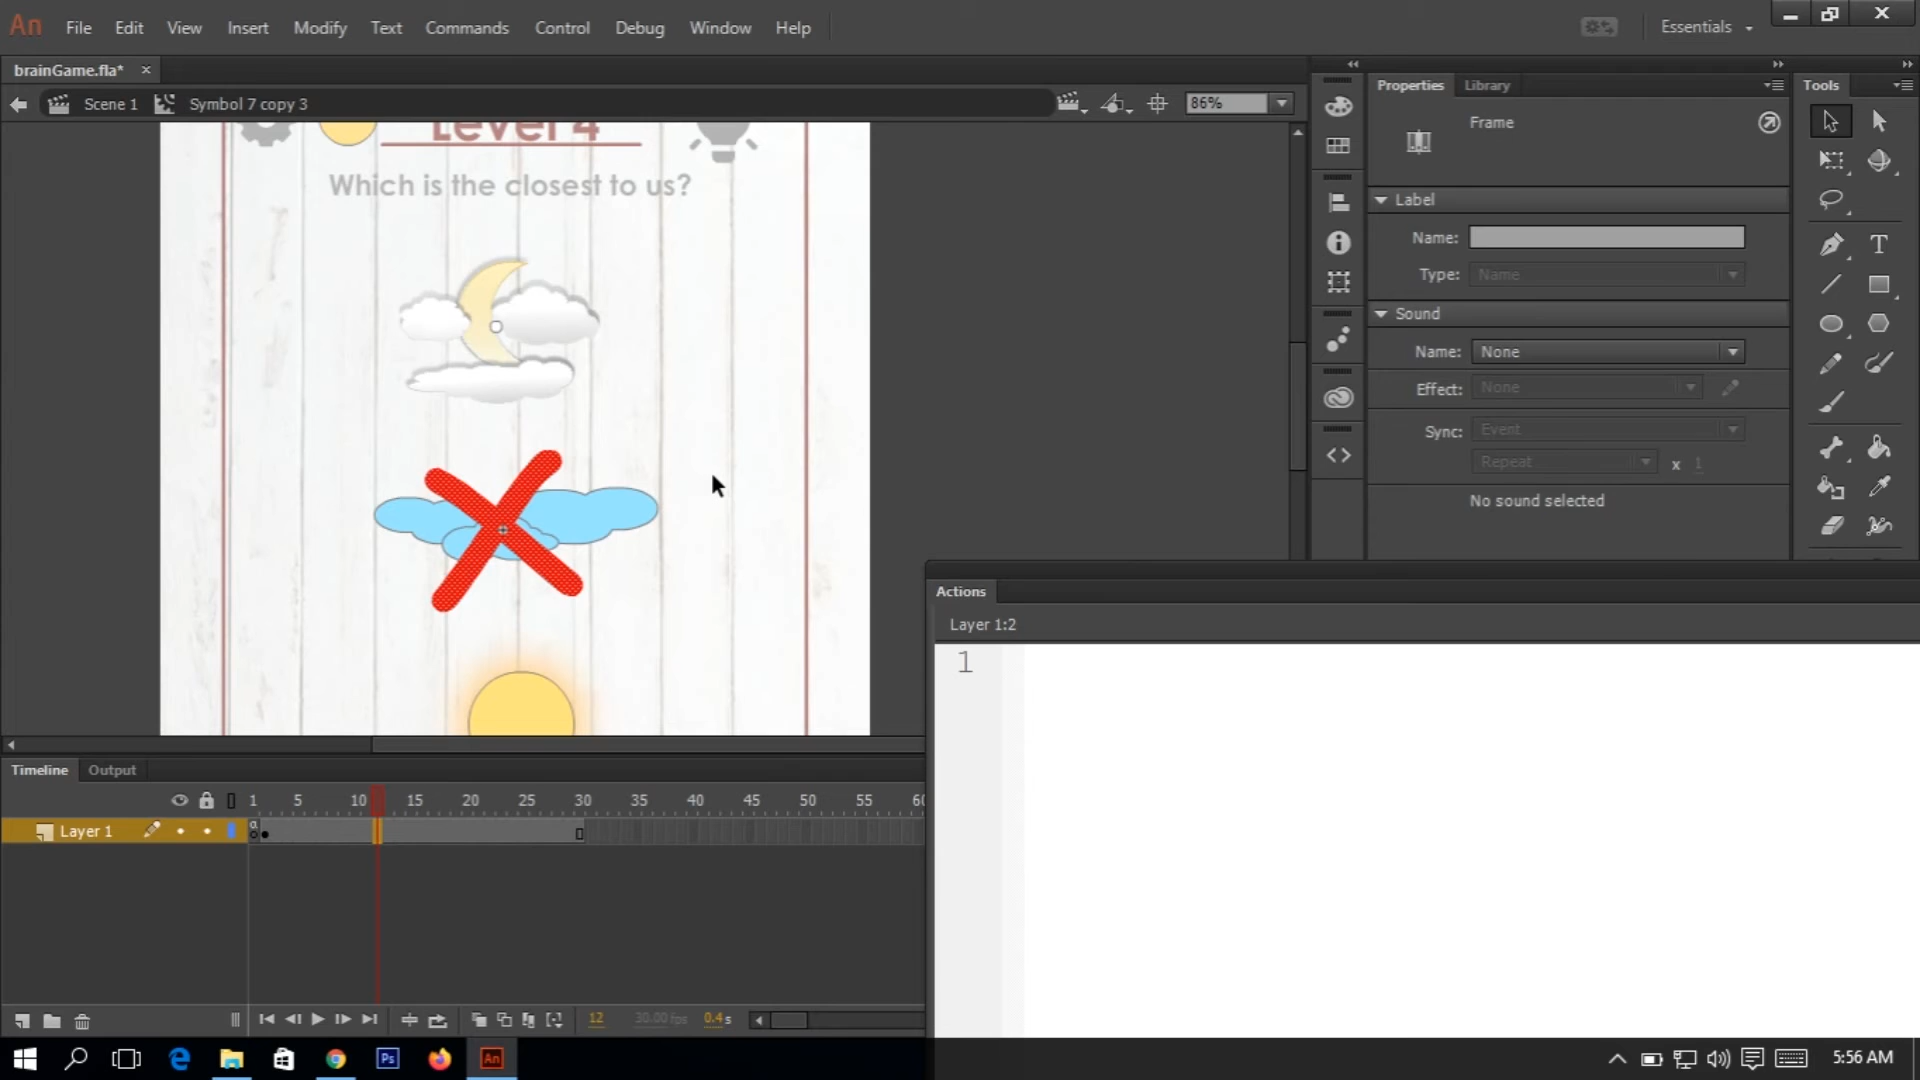 An File Edit View Insert Modify Text Commands Control Debug Window Help Essentials
brainGame.fla* ×
Scene 1 Symbol 7 copy 3 86%
Properties Library
Tools
Frame
Label
Name:
Type: Name
Sound
Name: None
Effect: None
Sync: Event
Repeat x 1
No sound selected
Level 4
Which is the closest to us?
Actions
Layer 1:2
1
Timeline Output
1 5 10 15 20 25 30 35 40 45 50 55 60
Layer 1
12 30.00 fps 0.4 s
Ps An 5:56 AM